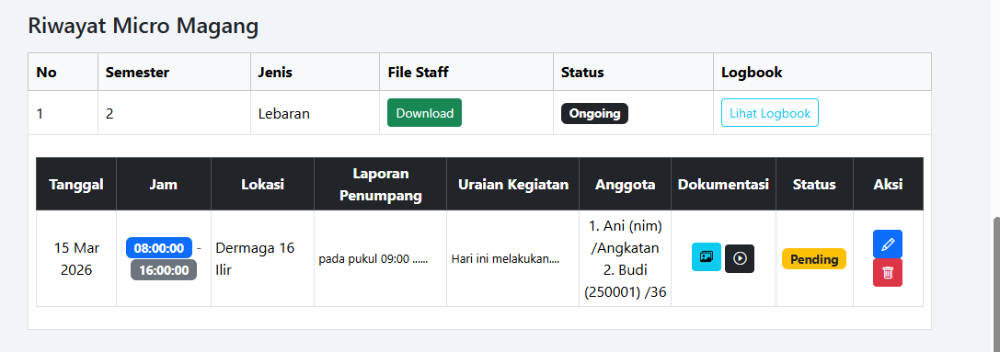 Riwayat Micro Magang
No Semester Jenis File Staff Status Logbook
1 2 Lebaran Download Ongoing Lihat Logbook
Tanggal Jam Lokasi Laporan Penumpang Uraian Kegiatan Anggota Dokumentasi Status Aksi
15 Mar 2026
08:00:00 -
16:00:00
Dermaga 16
Ilir
pada pukul 09:00 ......
Hari ini melakukan....
1. Ani (nim)
/Angkatan
2. Budi
(250001) /36
Pending